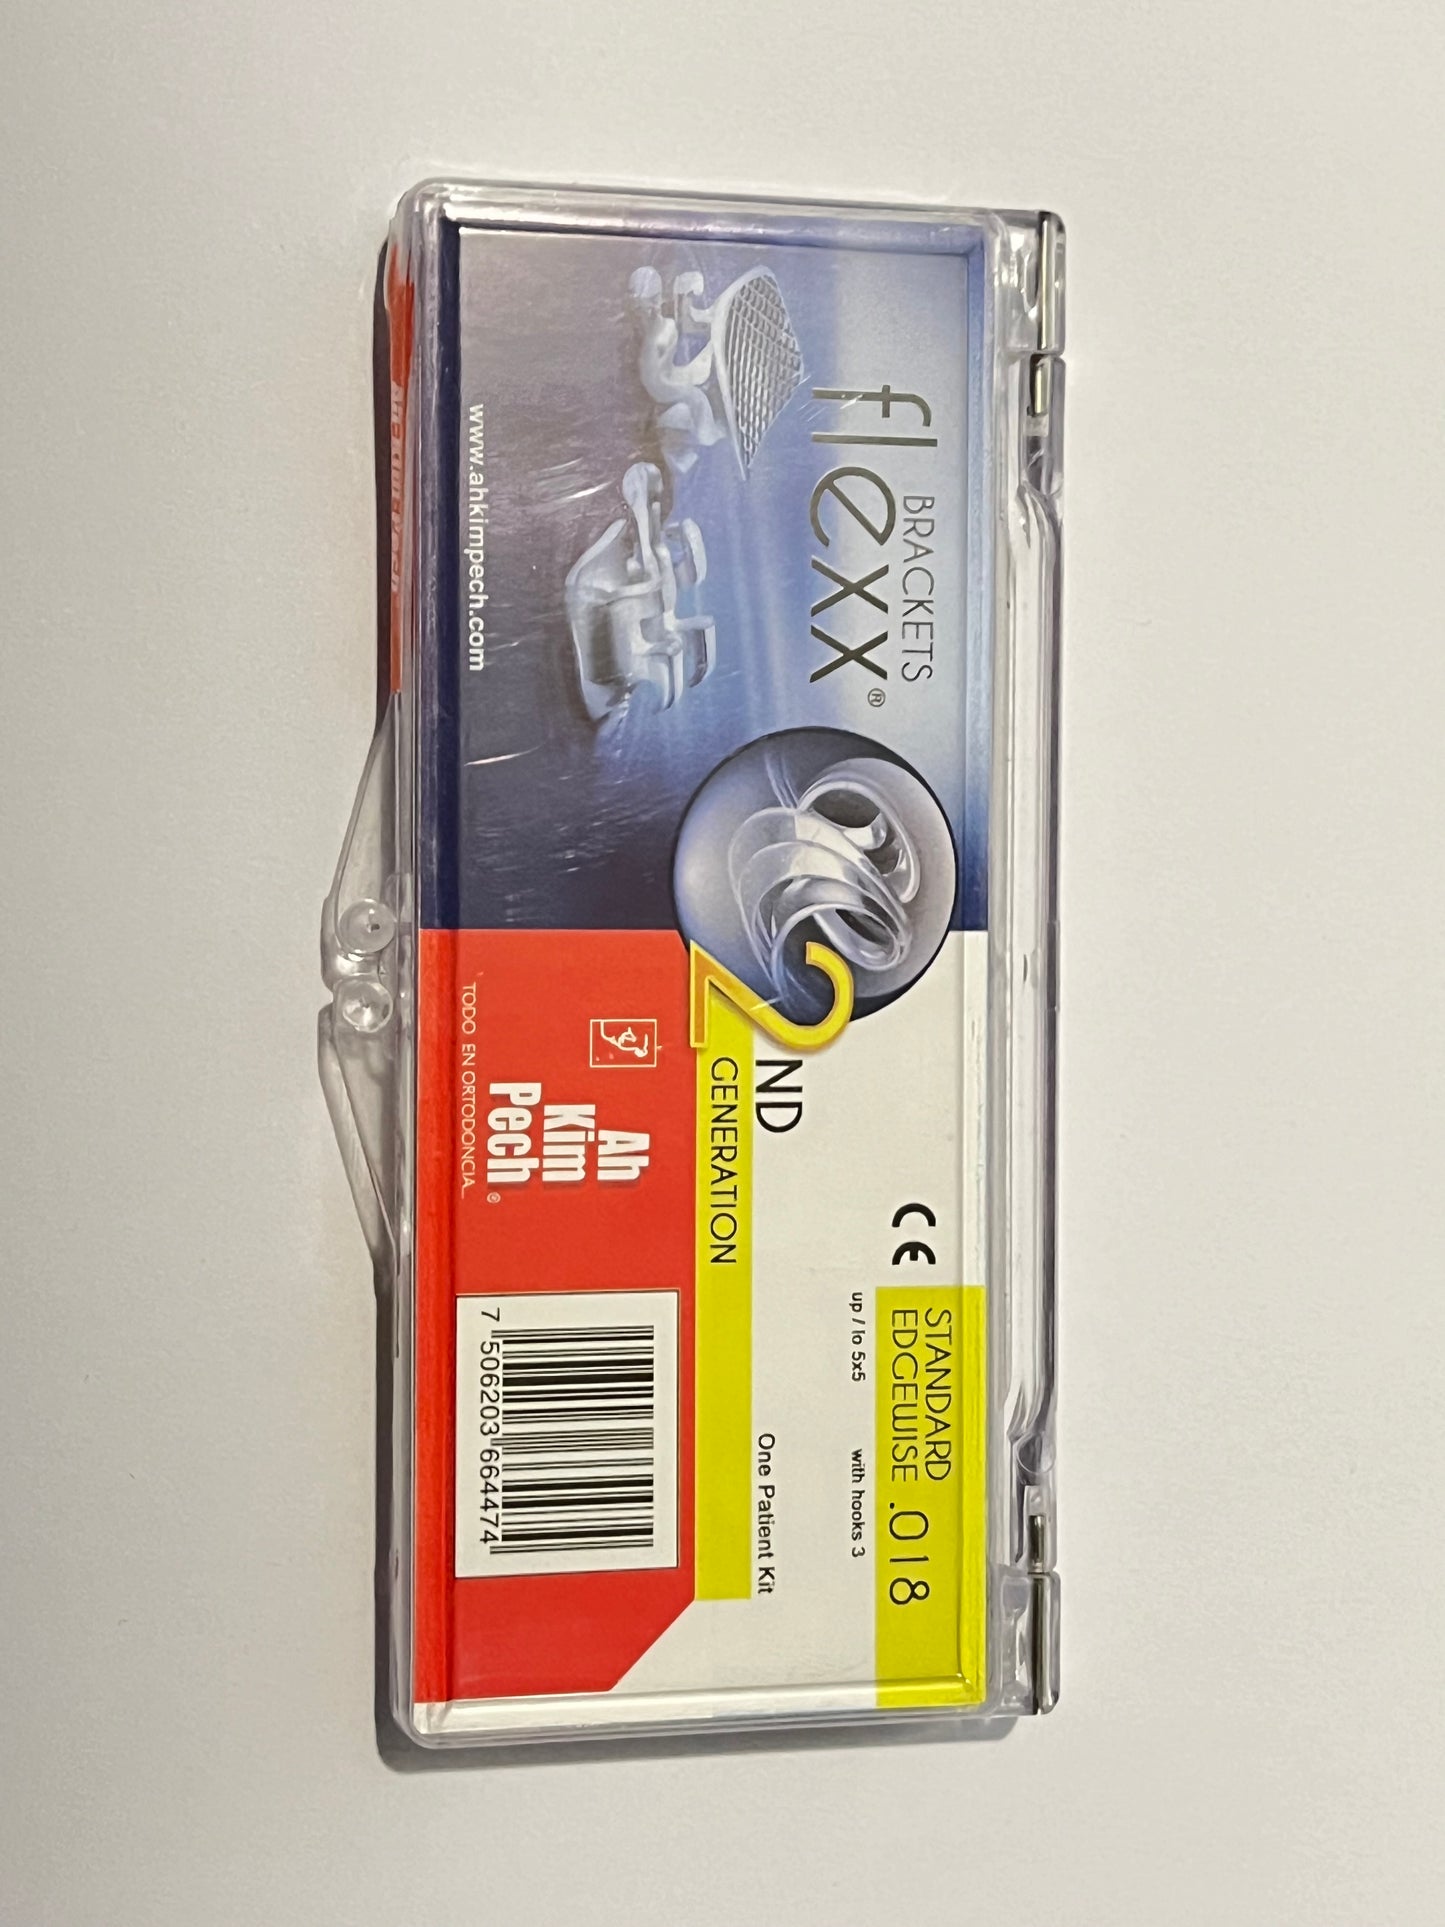 BRACKETS
flexx®
www.ahkimpech.com
2ND
GENERATION
CE
STANDARD
EDGEWISE .018
up / lo 5x5 with hooks 3
One Patient Kit
Ah
Kim
Pech®
TODO EN ORTODONCIA...
7 506203 664474